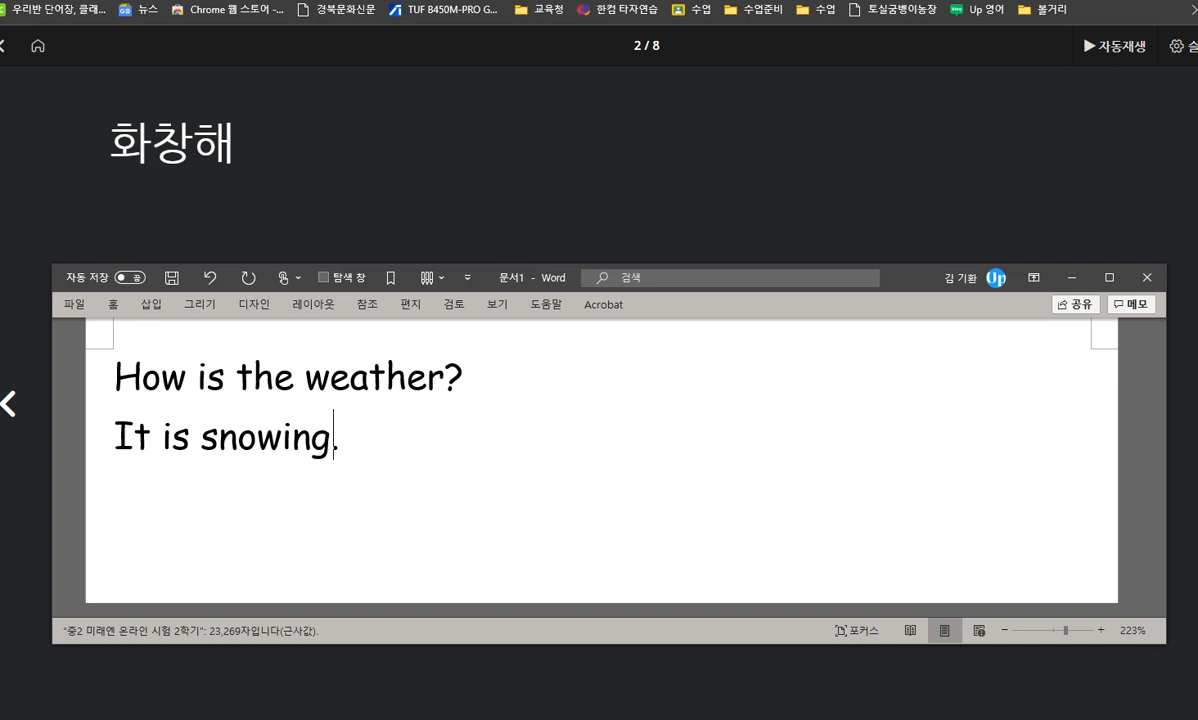 우리반 단어장, 클래... 뉴스 Chrome 웹 스토어 -... 경북문화신문 TUF B450M-PRO G... 교육청 한컴 타자연습 수업 수업준비 수업 토실굼벵이농장 Up 영어 볼거리
2 / 8 자동재생 슬
화창해
자동 저장 끔 탐색 창 문서1 - Word 검색 김 기환 Up
파일 홈 삽입 그리기 디자인 레이아웃 참조 편지 검토 보기 도움말 Acrobat 공유 메모
How is the weather?
It is snowing.
"중2 미래엔 온라인 시험 2학기": 23,269자입니다(근사값). 포커스 - + 223%